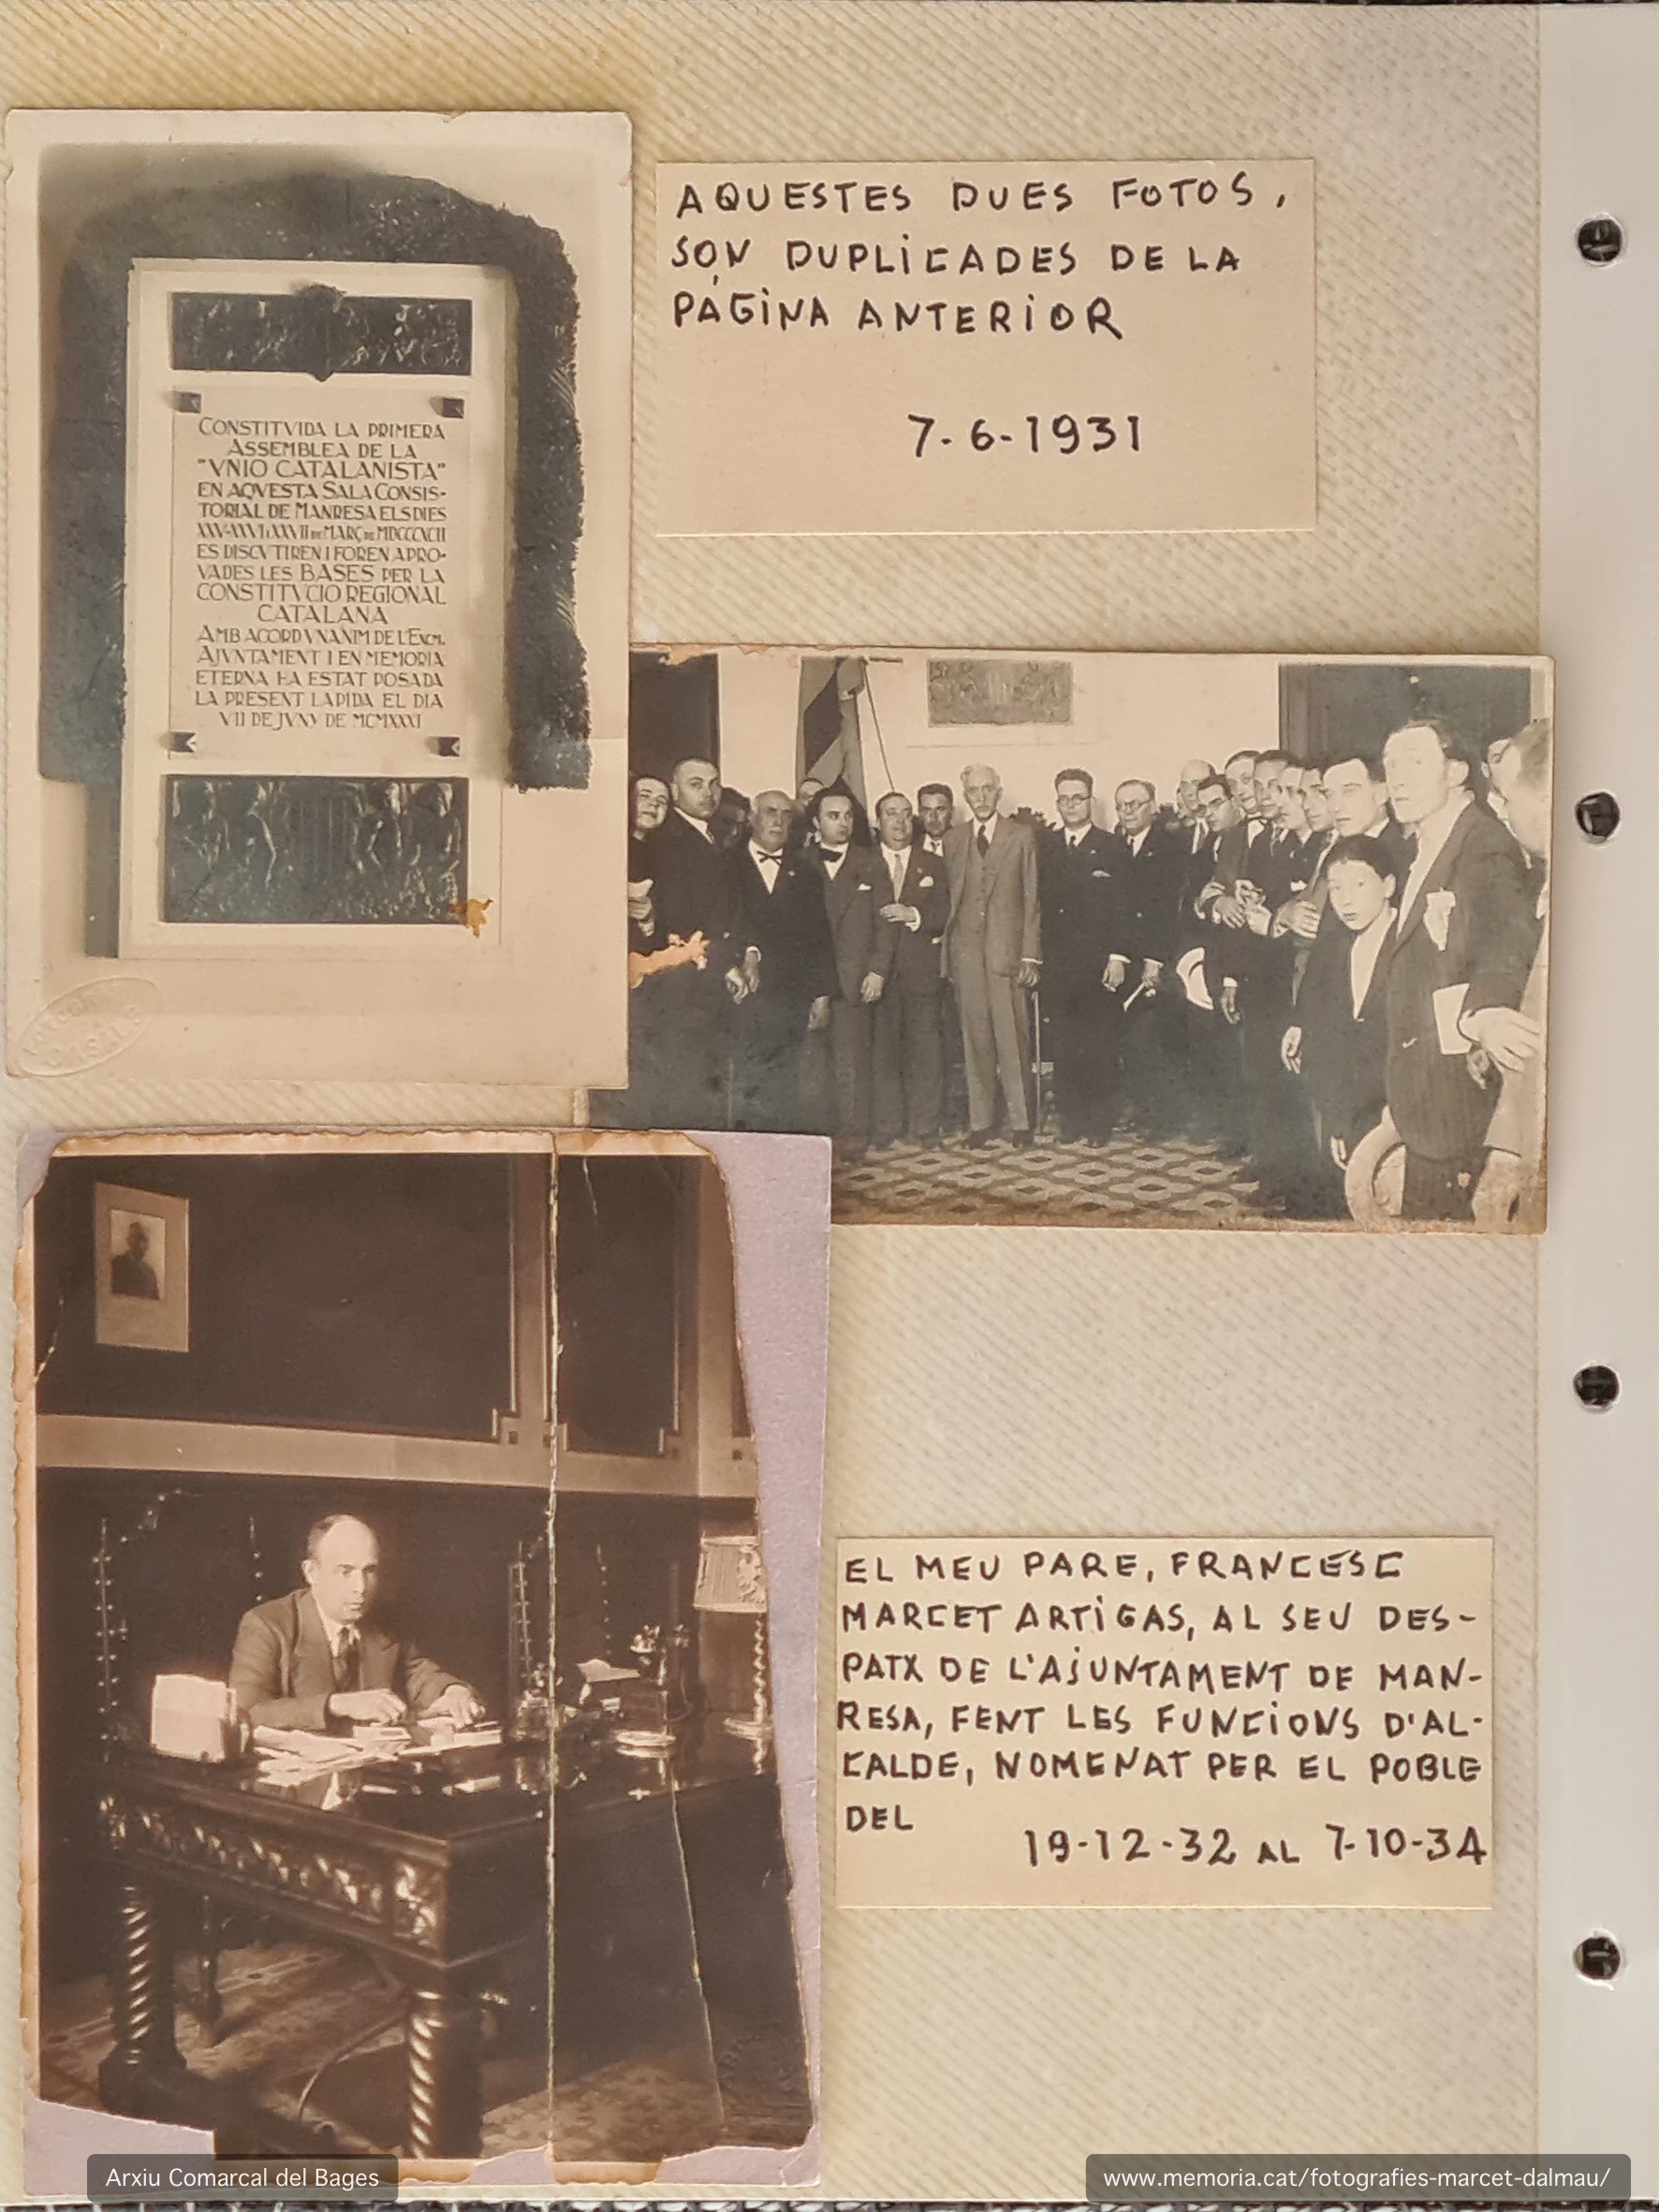 CONSTITVIDA LA PRIMERA
ASSEMBLEA DE LA
"VNIO CATALANISTA"
EN AQVESTA SALA CONSIS-
TORIAL DE MANRESA ELS DIES
XXV-XXVI I XXVII DE MARÇ DE MDCCCXCII
ES DISCVTIREN I FOREN APRO-
VADES LES BASES PER LA
CONSTITVCIO REGIONAL
CATALANA
AMB ACORD VNANIM DE L'EXCM.
AJVNTAMENT I EN MEMORIA
ETERNA HA ESTAT POSADA
LA PRESENT LAPIDA EL DIA
VII DE JVNY DE MCMXXXI
AQUESTES DUES FOTOS,
SON DUPLICADES DE LA
PÁGINA ANTERIOR
7-6-1931
EL MEU PARE, FRANCESC
MARCET ARTIGAS, AL SEU DES-
PATX DE L'AJUNTAMENT DE MAN-
RESA, FENT LES FUNCIONS D'AL-
CALDE, NOMENAT PER EL POBLE
DEL
19-12-32 AL 7-10-34
Arxiu Comarcal del Bages
www.memoria.cat/fotografies-marcet-dalmau/